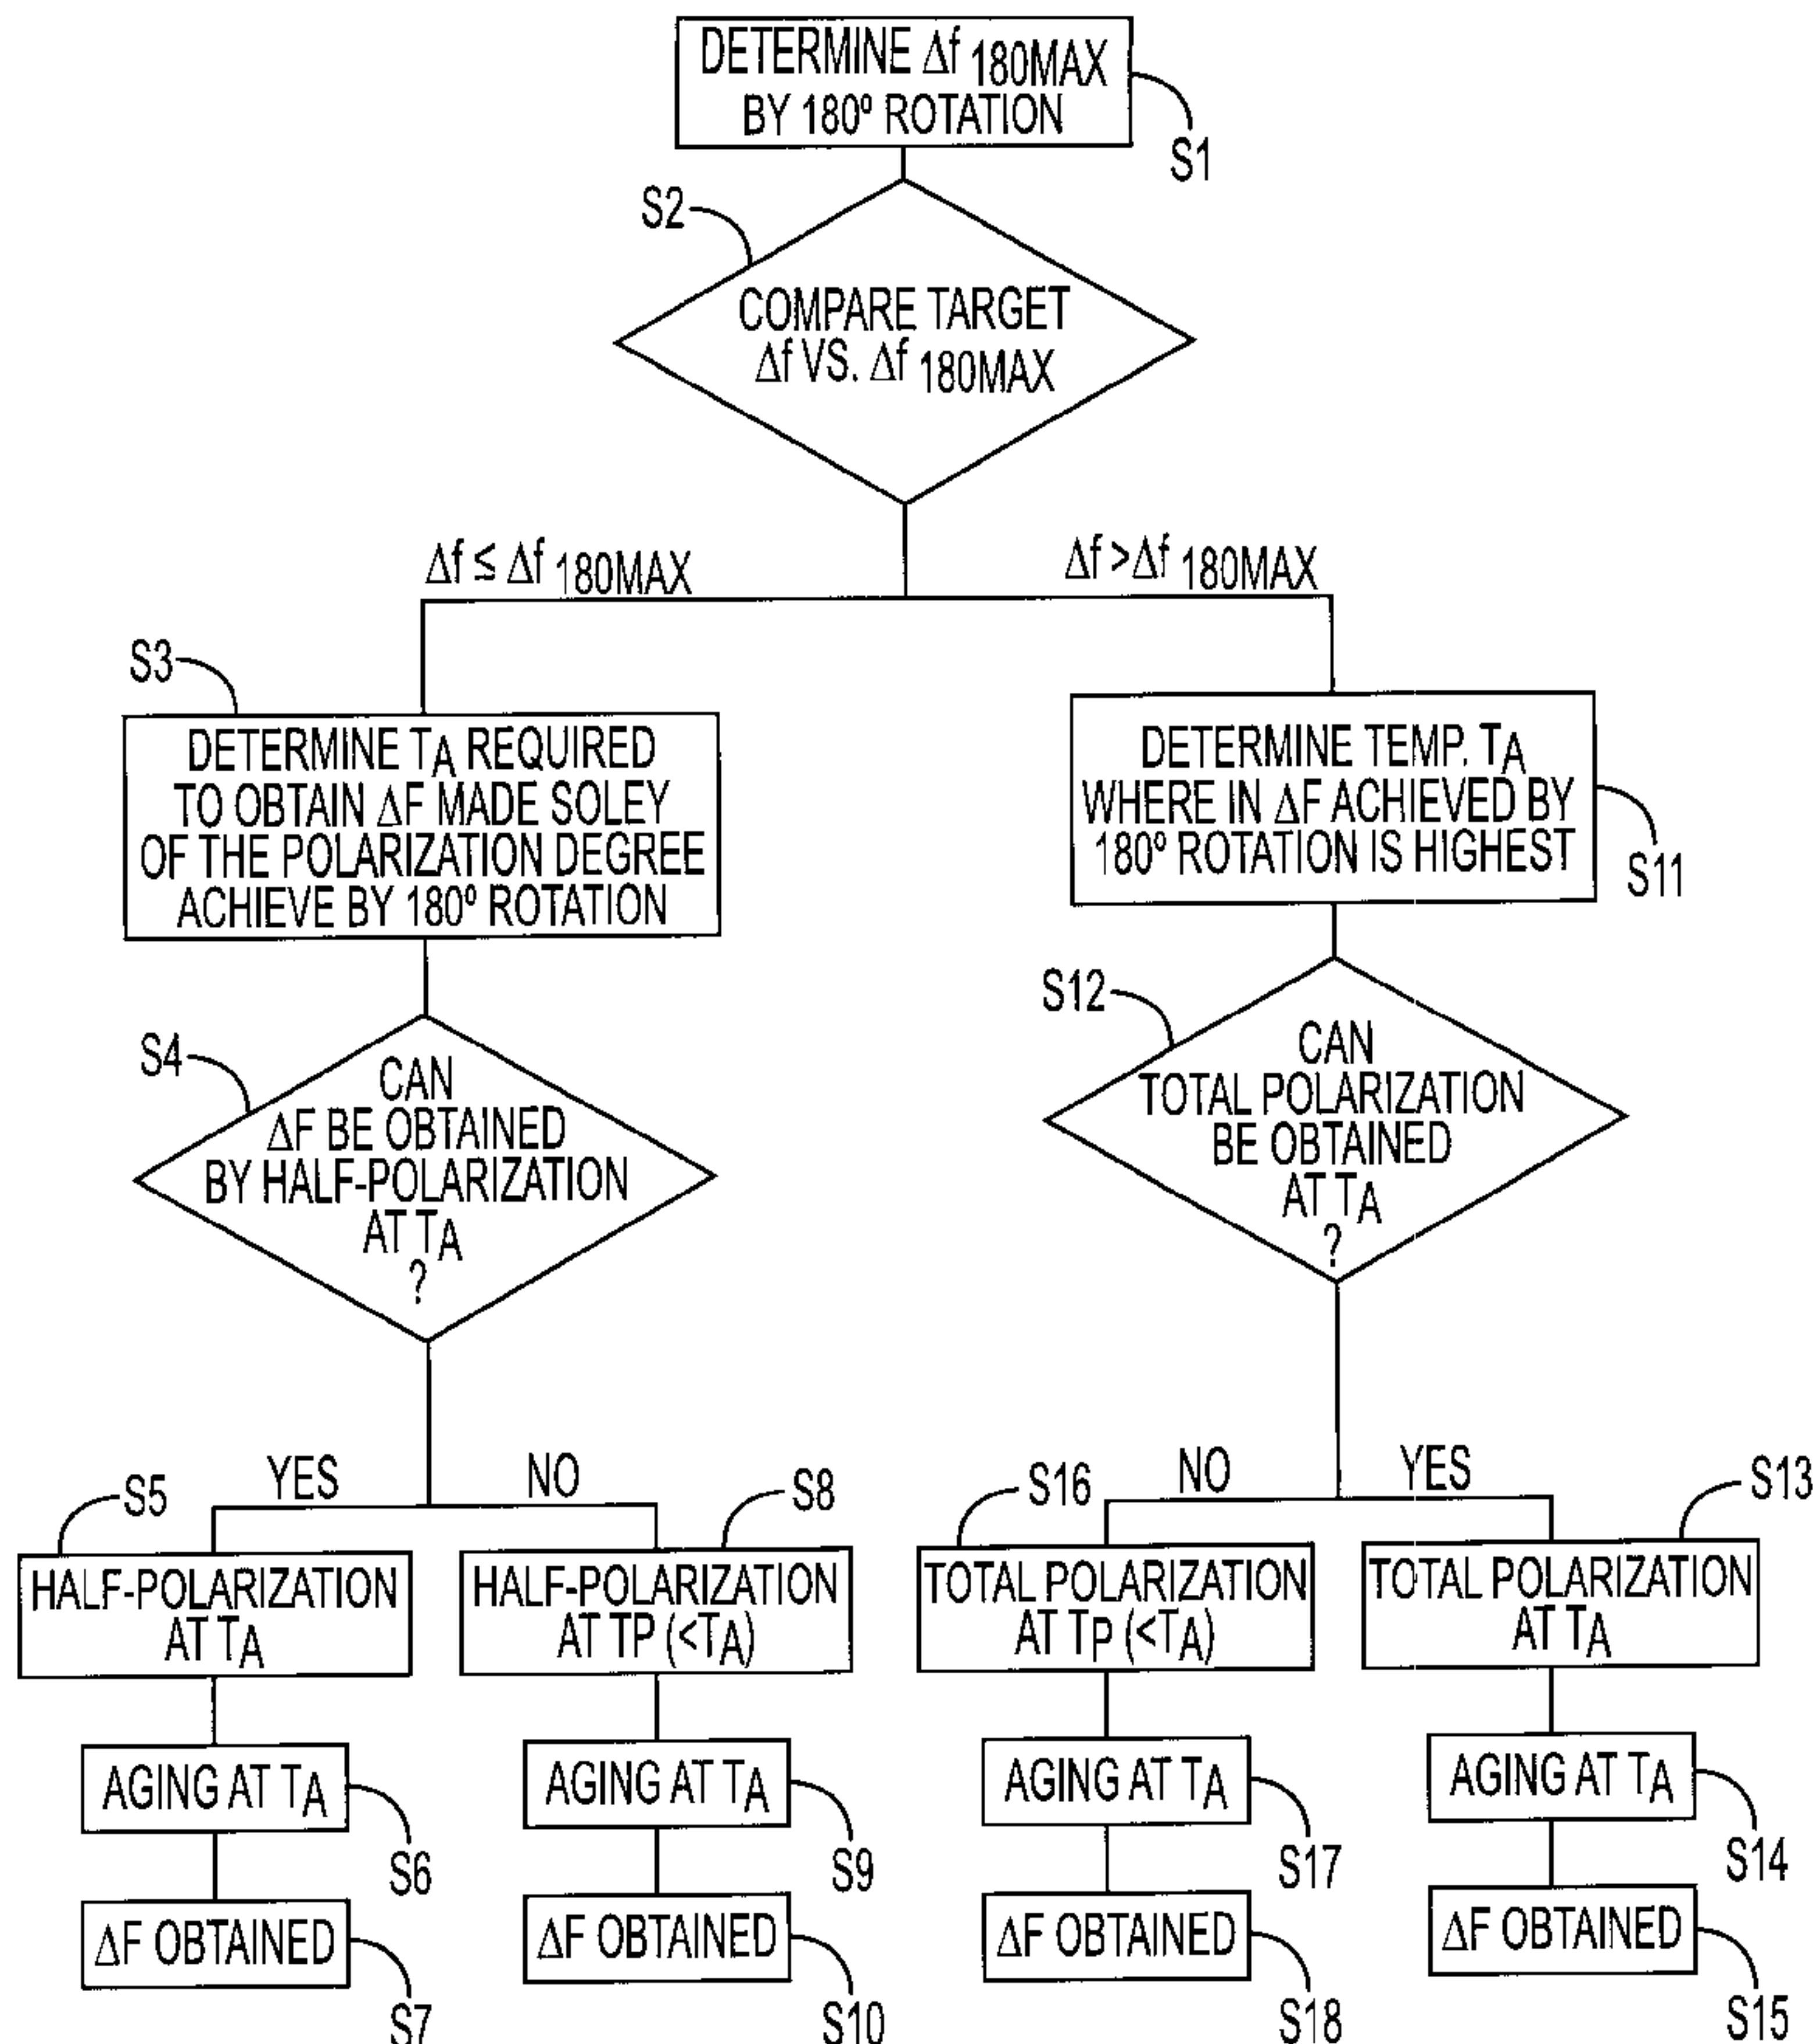 DETERMINE Δf 180MAX
BY 180º ROTATION
S1
S2
COMPARE TARGET
Δf VS. Δf 180MAX
Δf ≤ Δf 180MAX
Δf >Δf 180MAX
S3
DETERMINE TA REQUIRED
TO OBTAIN ΔF MADE SOLEY
OF THE POLARIZATION DEGREE
ACHIEVE BY 180º ROTATION
DETERMINE TEMP. TA
WHERE IN ΔF ACHIEVED BY
180º ROTATION IS HIGHEST
S11
S4
CAN
ΔF BE OBTAINED
BY HALF-POLARIZATION
AT TA
?
S12
CAN
TOTAL POLARIZATION
BE OBTAINED
AT TA
?
YES
NO
NO
YES
S5
HALF-POLARIZATION
AT TA
S8
HALF-POLARIZATION
AT TP (<TA)
S16
TOTAL POLARIZATION
AT TP (<TA)
S13
TOTAL POLARIZATION
AT TA
AGING AT TA
S6
AGING AT TA
S9
AGING AT TA
S17
AGING AT TA
S14
ΔF OBTAINED
S7
ΔF OBTAINED
S10
ΔF OBTAINED
S18
ΔF OBTAINED
S15